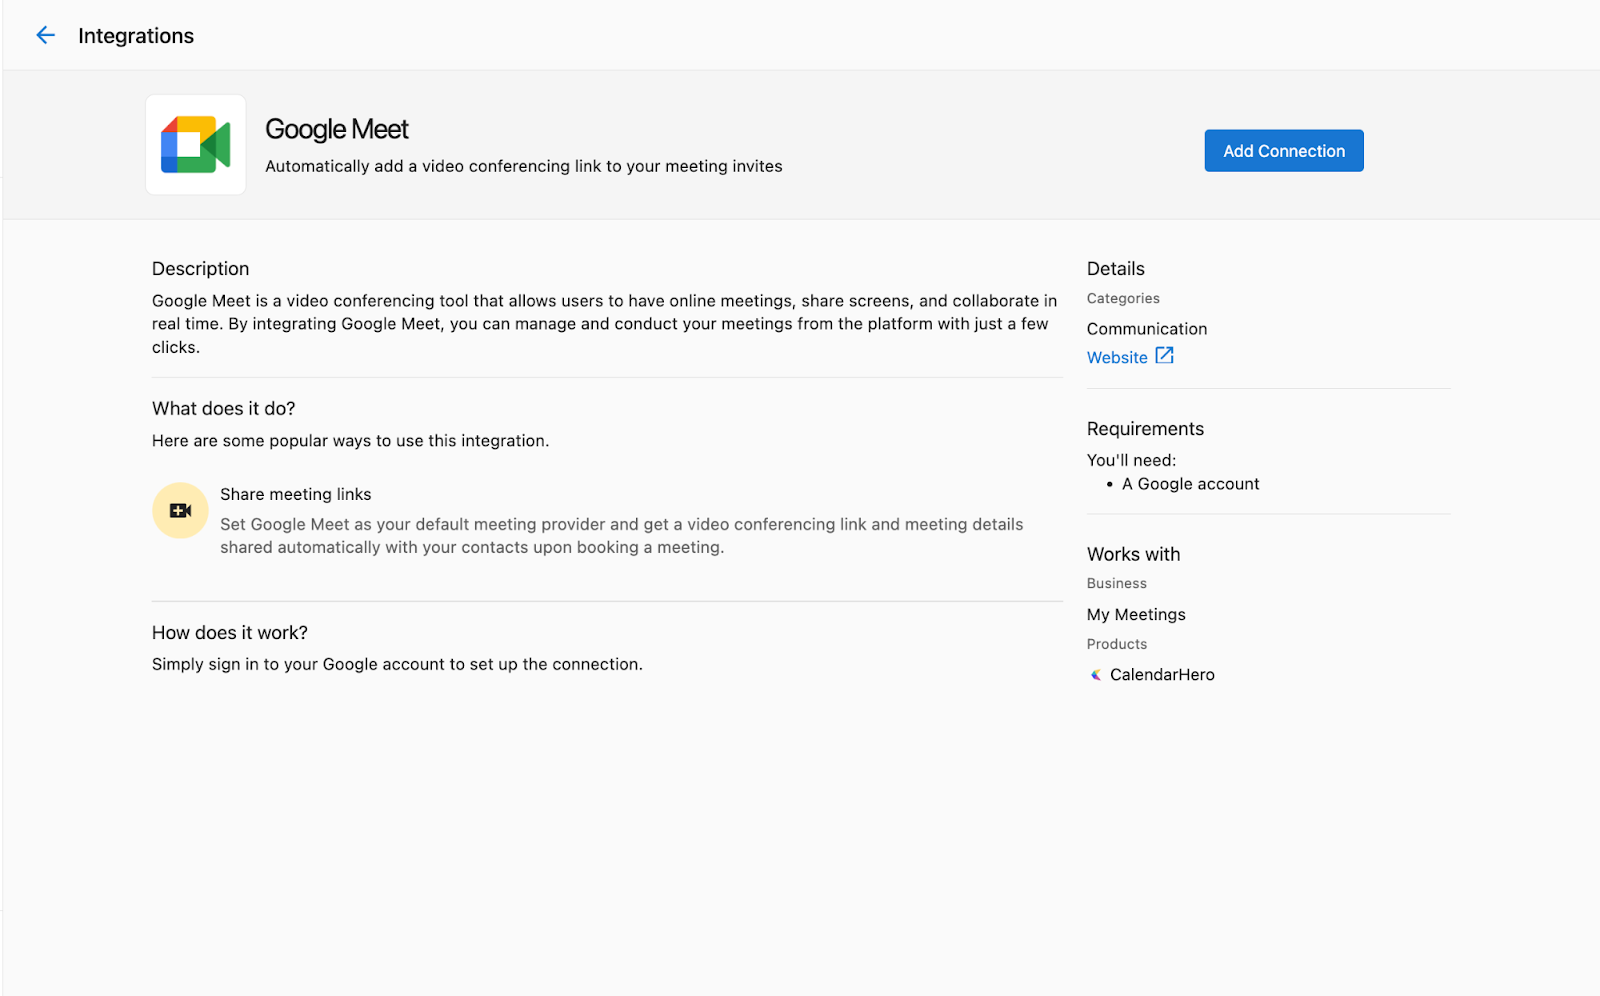 Integrations
Google Meet
Automatically add a video conferencing link to your meeting invites
Add Connection
Description
Google Meet is a video conferencing tool that allows users to have online meetings, share screens, and collaborate in
real time. By integrating Google Meet, you can manage and conduct your meetings from the platform with just a few
clicks.
What does it do?
Here are some popular ways to use this integration.
Share meeting links
Set Google Meet as your default meeting provider and get a video conferencing link and meeting details
shared automatically with your contacts upon booking a meeting.
How does it work?
Simply sign in to your Google account to set up the connection.
Details
Categories
Communication
Website
Requirements
You'll need:
• A Google account
Works with
Business
My Meetings
Products
CalendarHero